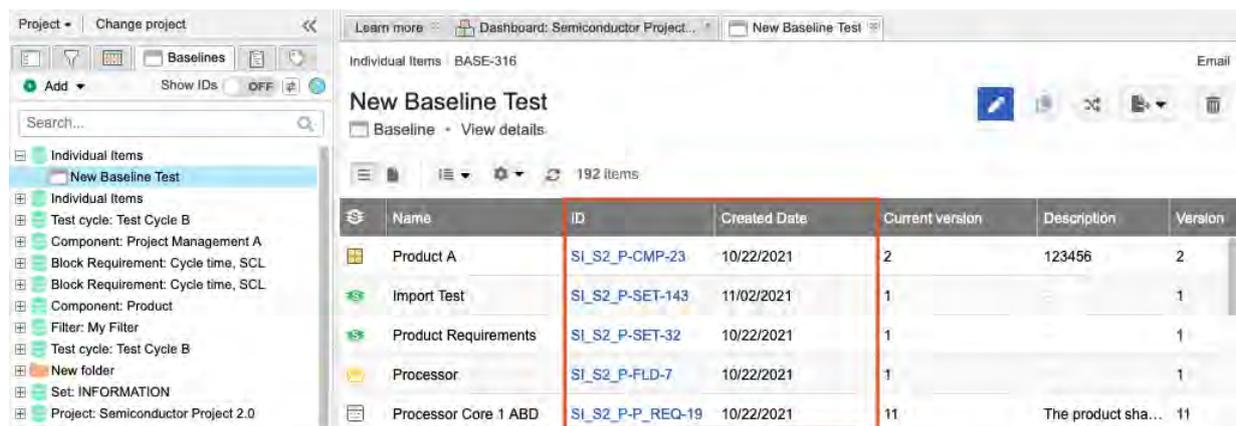 Project
Change project
Baselines
Add
Show IDs
OFF
Search...
Individual Items
New Baseline Test
Individual Items
Test cycle: Test Cycle B
Component: Project Management A
Block Requirement: Cycle time, SCL
Block Requirement: Cycle time, SCL
Component: Product
Filter: My Filter
Test cycle: Test Cycle B
New folder
Set: INFORMATION
Project: Semiconductor Project 2.0
Learn more
Dashboard: Semiconductor Project...
New Baseline Test
Individual Items BASE-316
Email
New Baseline Test
Baseline • View details
192 items
Name ID Created Date Current version Description Version
Product A SI_S2_P-CMP-23 10/22/2021 2 123456 2
Import Test SI_S2_P-SET-143 11/02/2021 1 1
Product Requirements SI_S2_P-SET-32 10/22/2021 1 1
Processor SI_S2_P-FLD-7 10/22/2021 1 1
Processor Core 1 ABD SI_S2_P-P_REQ-19 10/22/2021 11 The product sha... 11